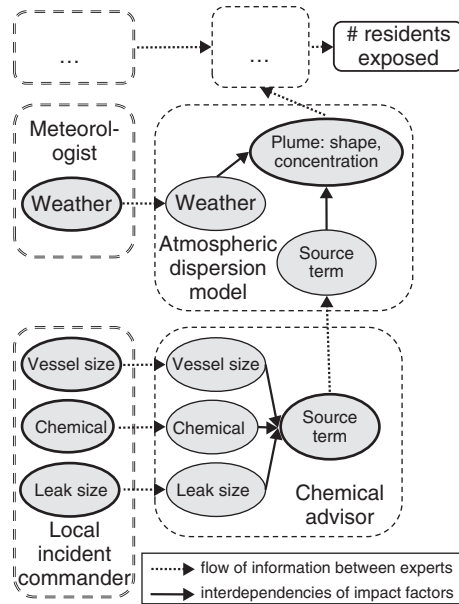 ...
...
# residents
exposed
Meteorol-
ogist
Weather
Weather
Plume: shape,
concentration
Atmospheric
dispersion
model
Source
term
Vessel size
Vessel size
Chemical
Chemical
Source
term
Leak size
Leak size
Local
incident
commander
Chemical
advisor
flow of information between experts
interdependencies of impact factors